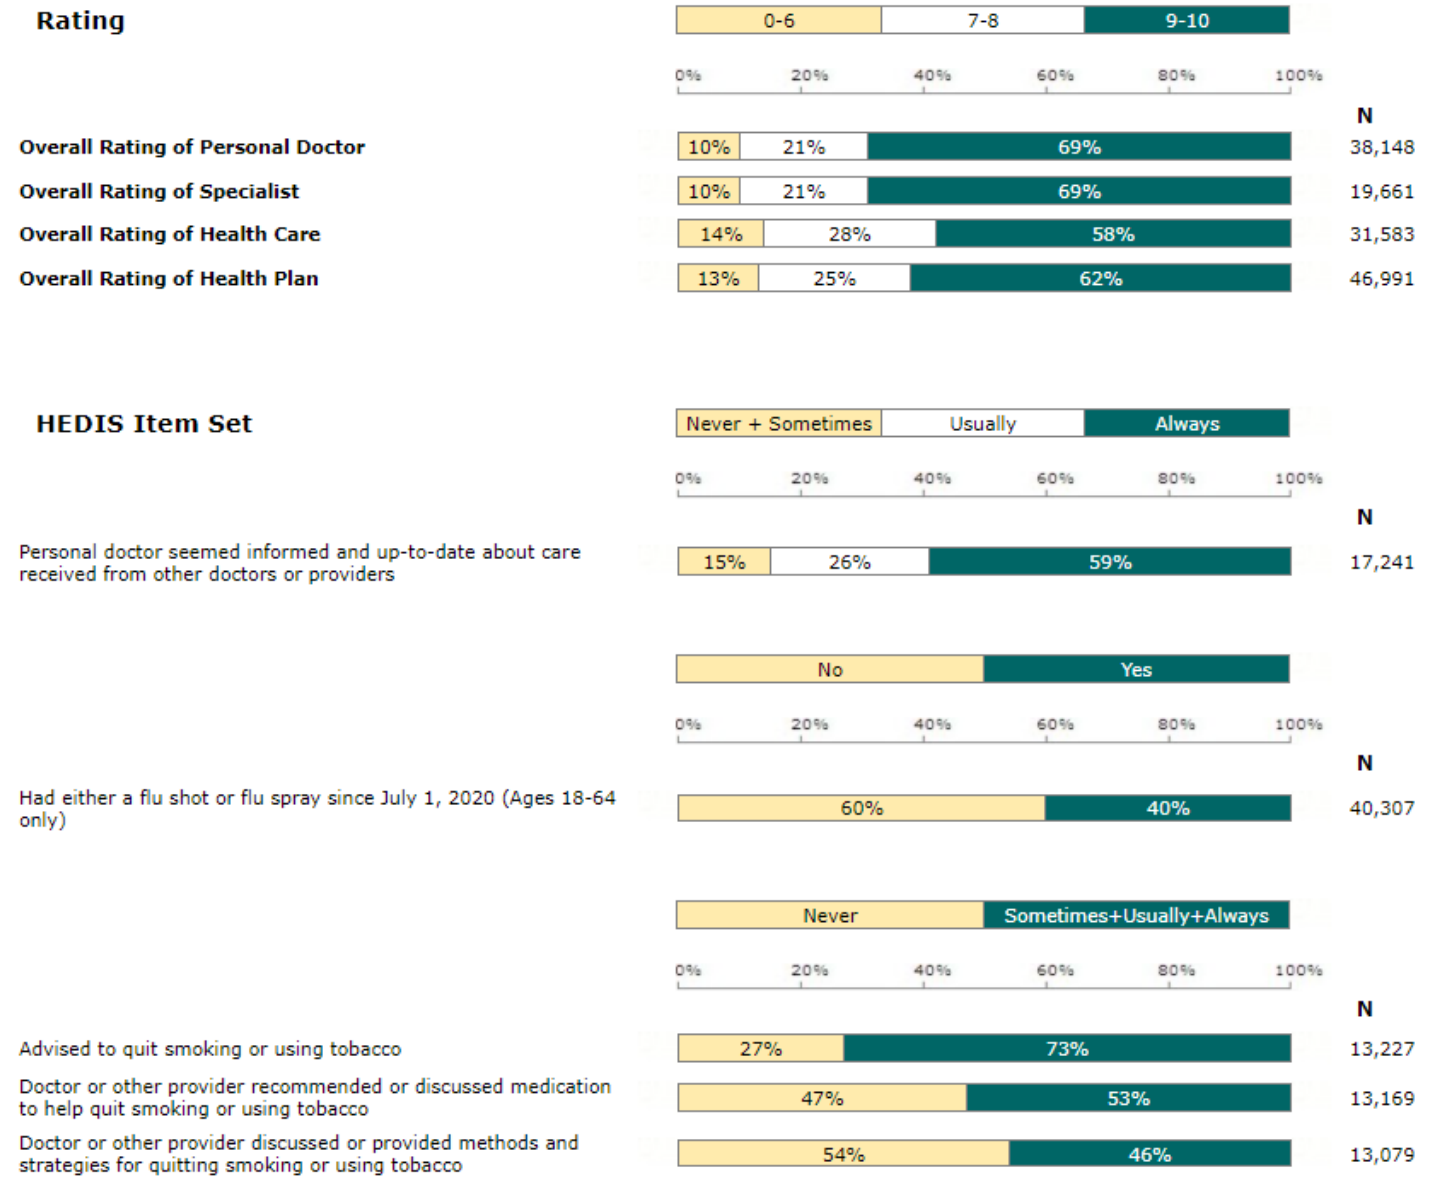 Rating
0-6 7-8 9-10
0% 20% 40% 60% 80% 100%
N
Overall Rating of Personal Doctor 10% 21% 69% 38,148
Overall Rating of Specialist 10% 21% 69% 19,661
Overall Rating of Health Care 14% 28% 58% 31,583
Overall Rating of Health Plan 13% 25% 62% 46,991
HEDIS Item Set
Never + Sometimes Usually Always
0% 20% 40% 60% 80% 100%
N
Personal doctor seemed informed and up-to-date about care
received from other doctors or providers
15% 26% 59% 17,241
No Yes
0% 20% 40% 60% 80% 100%
N
Had either a flu shot or flu spray since July 1, 2020 (Ages 18-64
only)
60% 40% 40,307
Never Sometimes+Usually+Always
0% 20% 40% 60% 80% 100%
N
Advised to quit smoking or using tobacco 27% 73% 13,227
Doctor or other provider recommended or discussed medication
to help quit smoking or using tobacco
47% 53% 13,169
Doctor or other provider discussed or provided methods and
strategies for quitting smoking or using tobacco
54% 46% 13,079